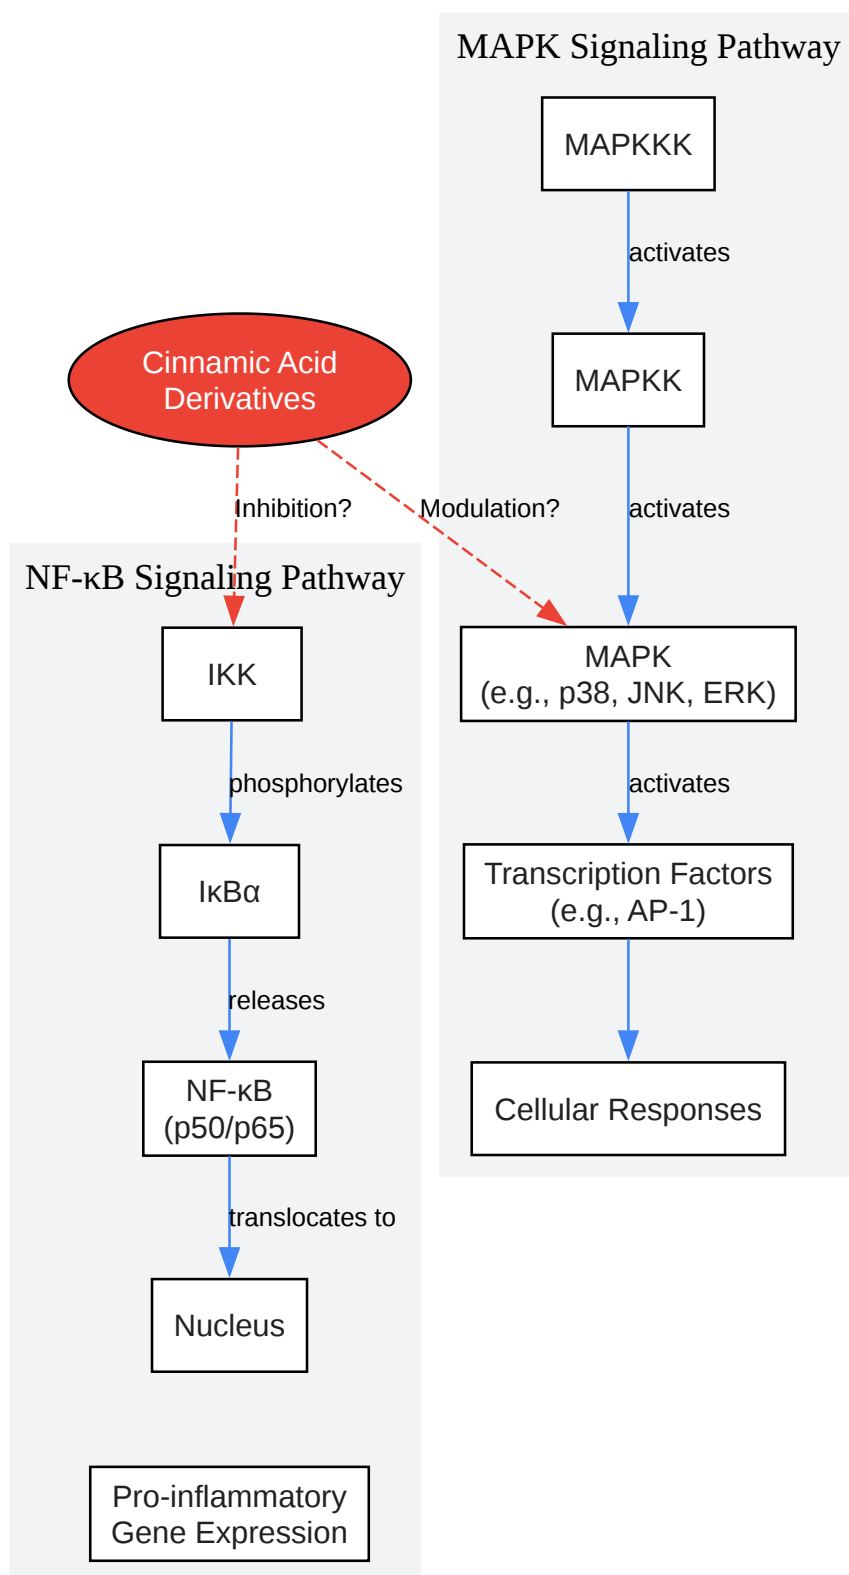 MAPK Signaling Pathway
MAPKKK
activates
MAPKK
Cinnamic Acid
Derivatives
Inhibition?
Modulation?
activates
NF-κB Signaling Pathway
IKK
MAPK
(e.g., p38, JNK, ERK)
phosphorylates
activates
IκBα
Transcription Factors
(e.g., AP-1)
releases
NF-κB
(p50/p65)
Cellular Responses
translocates to
Nucleus
Pro-inflammatory
Gene Expression